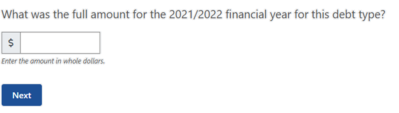 What was the full amount for the 2021/2022 financial year for this debt type?
$
Enter the amount in whole dollars.
Next